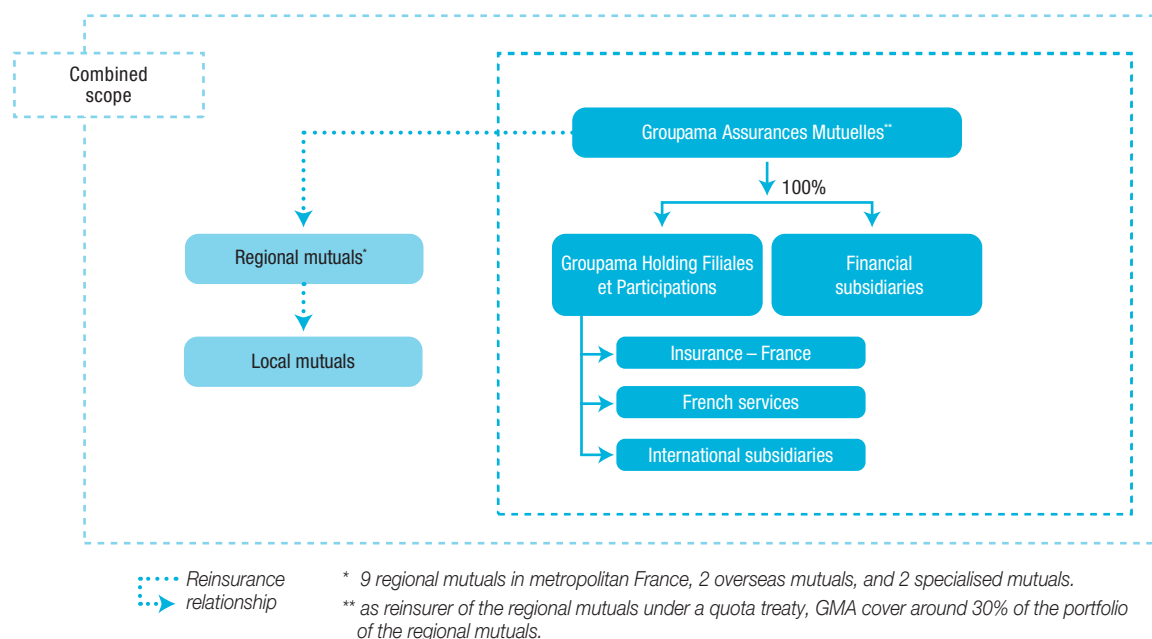 Combined
scope
Groupama Assurances Mutuelles**
100%
Regional mutuals*
Groupama Holding Filiales
et Participations
Financial
subsidiaries
Local mutuals
Insurance – France
French services
International subsidiaries
Reinsurance
relationship
* 9 regional mutuals in metropolitan France, 2 overseas mutuals, and 2 specialised mutuals.
** as reinsurer of the regional mutuals under a quota treaty, GMA cover around 30% of the portfolio
of the regional mutuals.